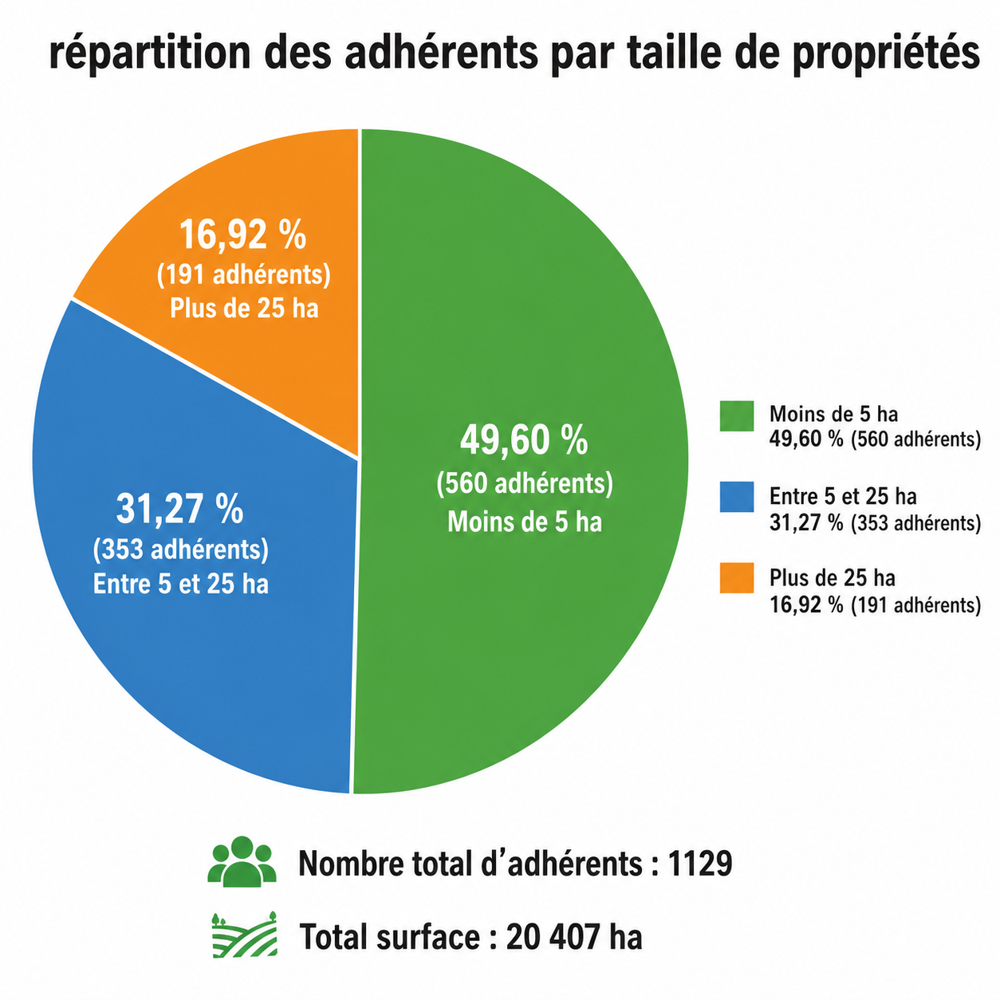 répartition des adhérents par taille de propriétés
16,92 %
(191 adhérents)
Plus de 25 ha
49,60 %
(560 adhérents)
Moins de 5 ha
31,27 %
(353 adhérents)
Entre 5 et 25 ha
Moins de 5 ha
49,60 % (560 adhérents)
Entre 5 et 25 ha
31,27 % (353 adhérents)
Plus de 25 ha
16,92 % (191 adhérents)
Nombre total d’adhérents : 1129
Total surface : 20 407 ha